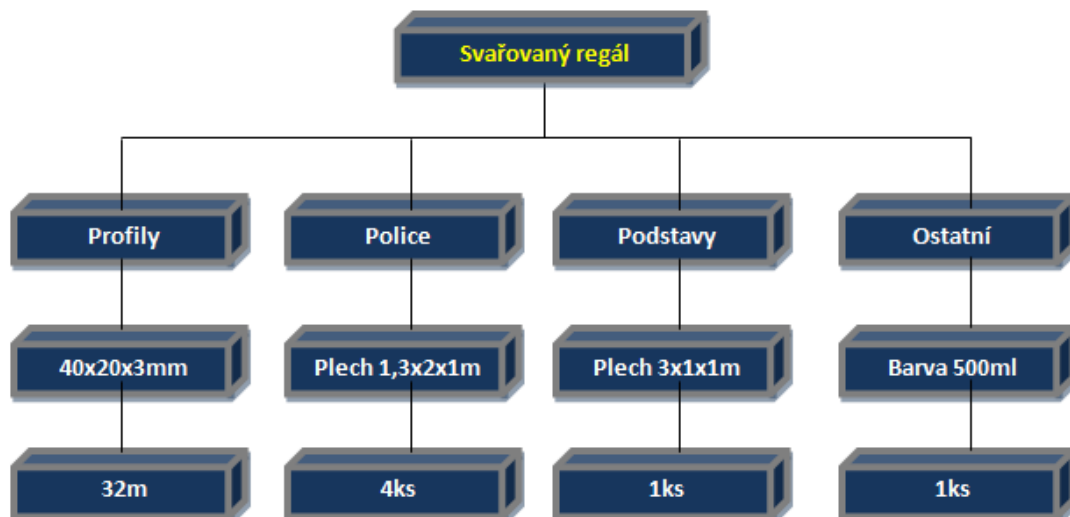 Svařovaný regál
Profily
Police
Podstavy
Ostatní
40x20x3mm
Plech 1,3x2x1m
Plech 3x1x1m
Barva 500ml
32m
4ks
1ks
1ks